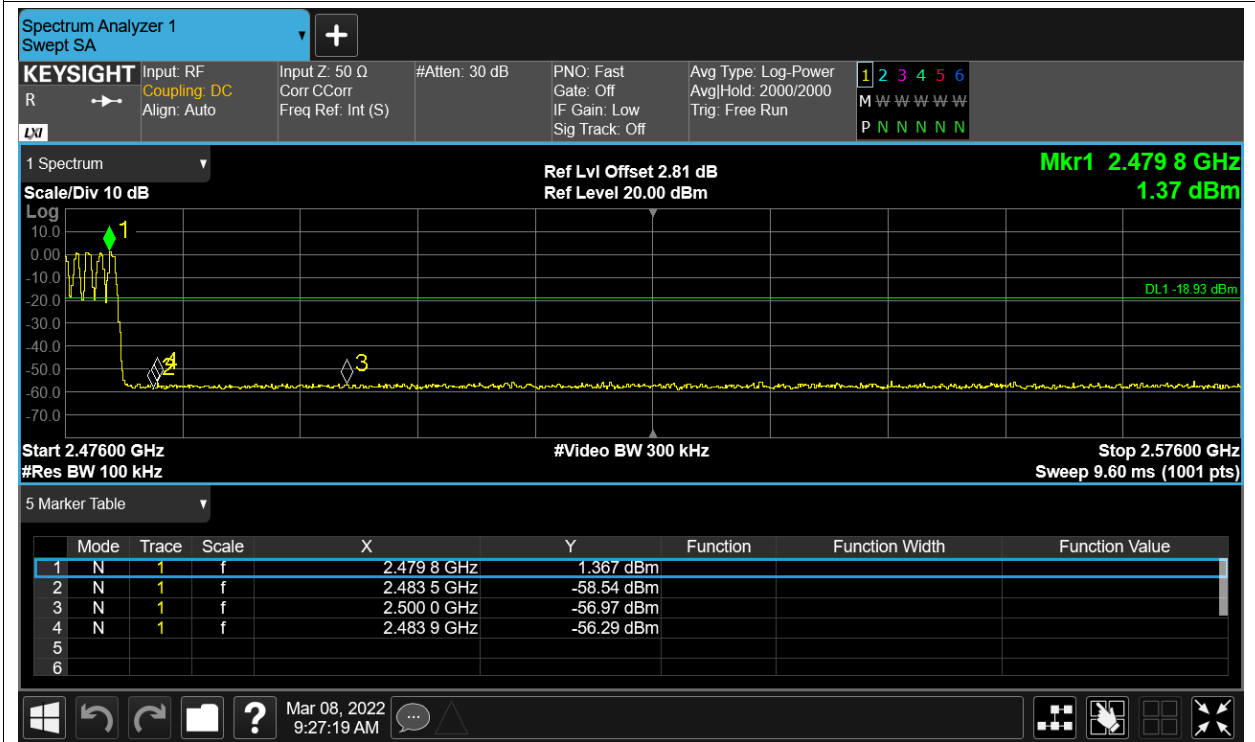 Spectrum Analyzer 1
Swept SA
KEYSIGHT
R
LXI
Input: RF
Coupling: DC
Align: Auto
Input Z: 50 Ω
Corr CCorr
Freq Ref: Int (S)
#Atten: 30 dB
PNO: Fast
Gate: Off
IF Gain: Low
Sig Track: Off
Avg Type: Log-Power
Avg|Hold: 2000/2000
Trig: Free Run
1 2 3 4 5 6
M W W W W W
P N N N N N
1 Spectrum
Scale/Div 10 dB
Ref Lvl Offset 2.81 dB
Ref Level 20.00 dBm
Mkr1 2.479 8 GHz
1.37 dBm
Log
10.0
0.00
-10.0
-20.0
-30.0
-40.0
-50.0
-60.0
-70.0
1
2
4
3
DL1 -18.93 dBm
Start 2.47600 GHz
#Video BW 300 kHz
Stop 2.57600 GHz
#Res BW 100 kHz
Sweep 9.60 ms (1001 pts)
5 Marker Table
Mode Trace Scale X Y Function Function Width Function Value
1 N 1 f 2.479 8 GHz 1.367 dBm
2 N 1 f 2.483 5 GHz -58.54 dBm
3 N 1 f 2.500 0 GHz -56.97 dBm
4 N 1 f 2.483 9 GHz -56.29 dBm
5
6
?
Mar 08, 2022
9:27:19 AM